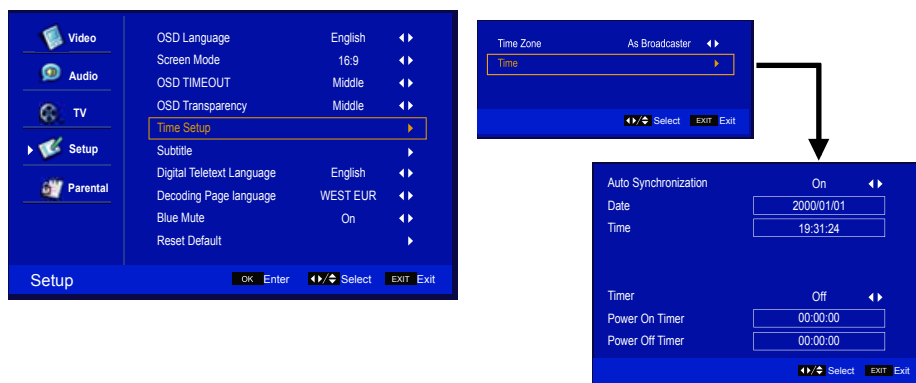 Video
Audio
TV
Setup
Parental
OSD Language English
Screen Mode 16:9
OSD TIMEOUT Middle
OSD Transparency Middle
Time Setup
Subtitle
Digital Teletext Language English
Decoding Page language WEST EUR
Blue Mute On
Reset Default
Setup OK Enter Select EXIT Exit
Time Zone As Broadcaster
Time
Select EXIT Exit
Auto Synchronization On
Date 2000/01/01
Time 19:31:24
Timer Off
Power On Timer 00:00:00
Power Off Timer 00:00:00
Select EXIT Exit